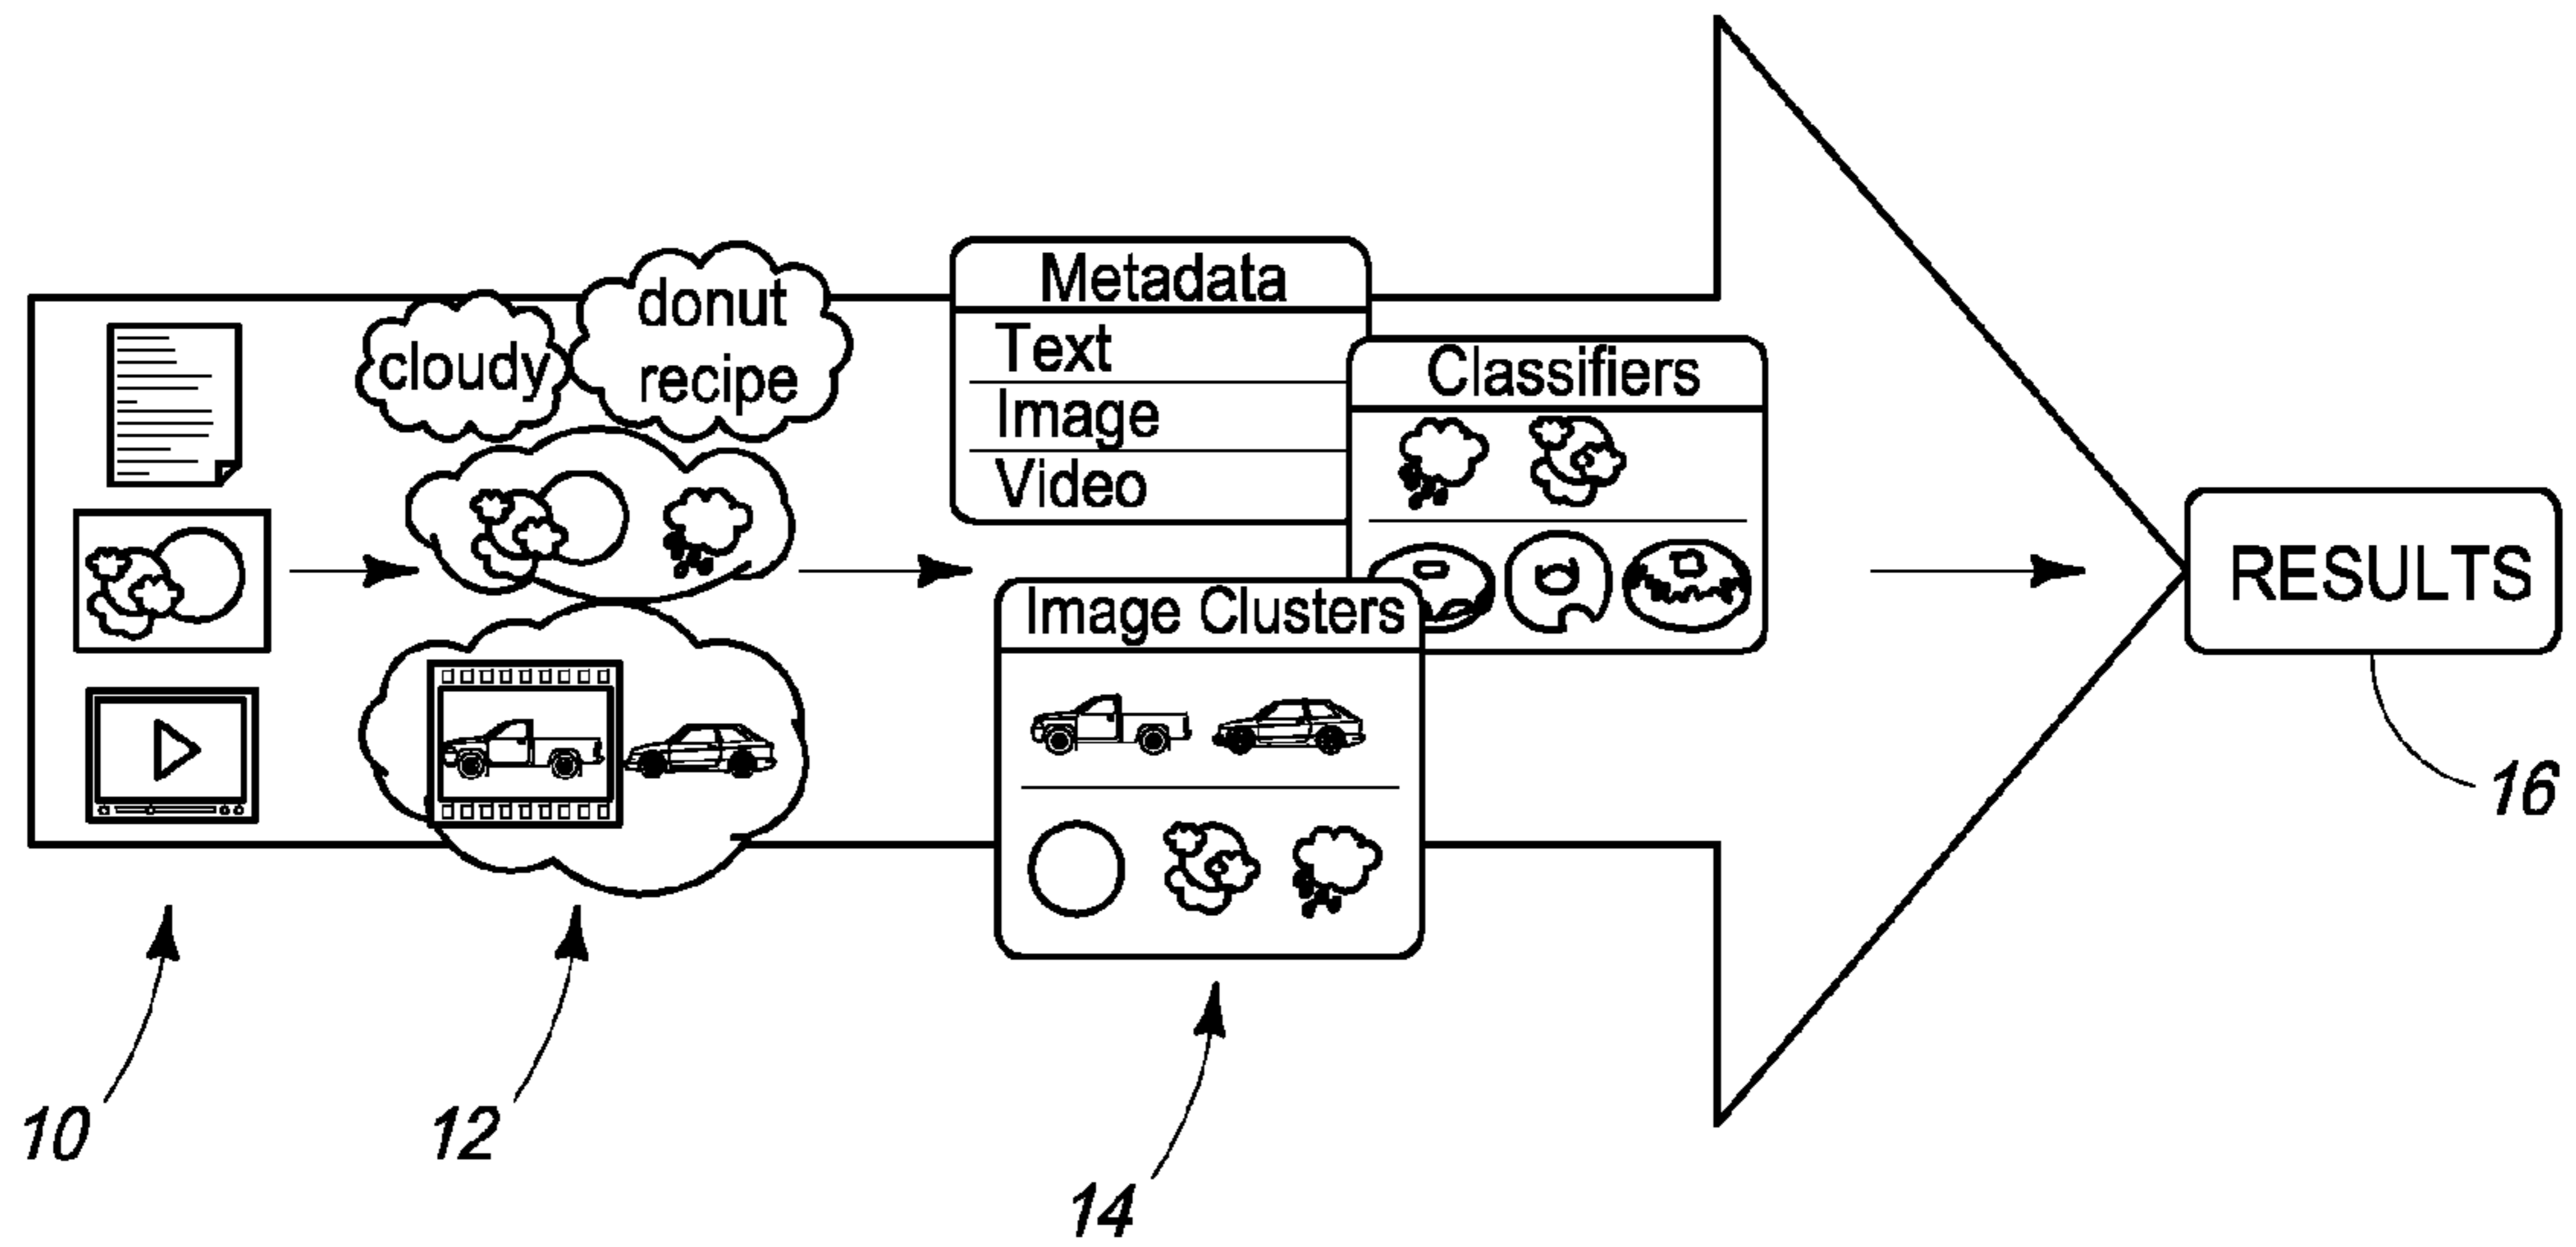 cloudy
donut
recipe
Metadata
Text
Image
Video
Classifiers
Image Clusters
RESULTS
10
12
14
16